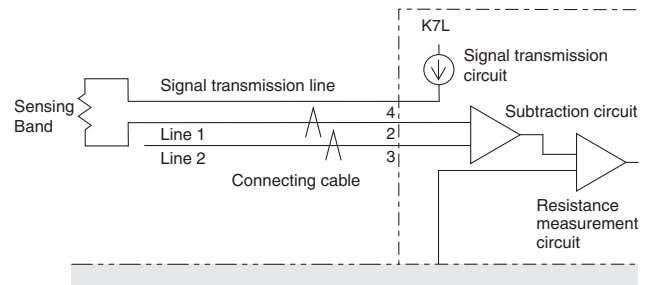 K7L
Signal transmission
circuit
Signal transmission line
Sensing
Band
4
Subtraction circuit
Line 1
2
Line 2
3
Connecting cable
Resistance
measurement
circuit